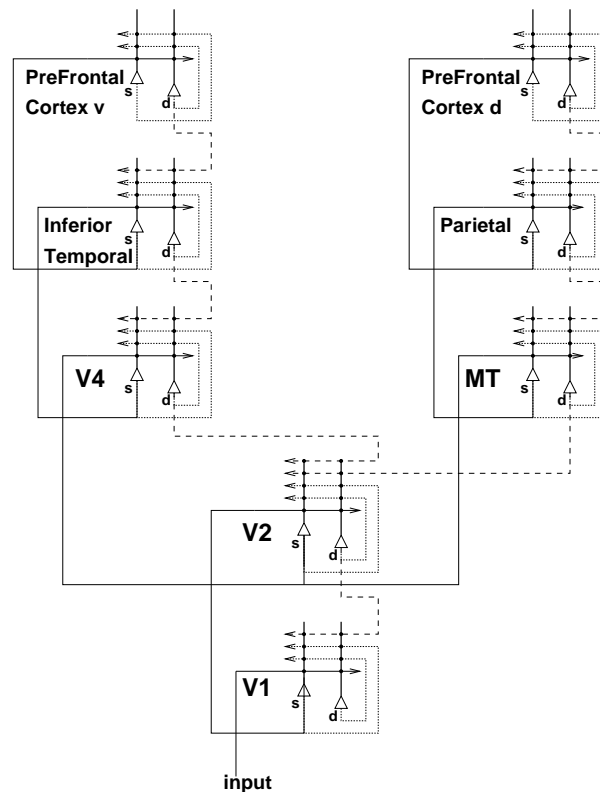 PreFrontal
Cortex v
s
d
PreFrontal
Cortex d
s
d
Inferior
Temporal
s
d
Parietal
s
d
V4
s
d
MT
s
d
V2
s
d
V1
s
d
input